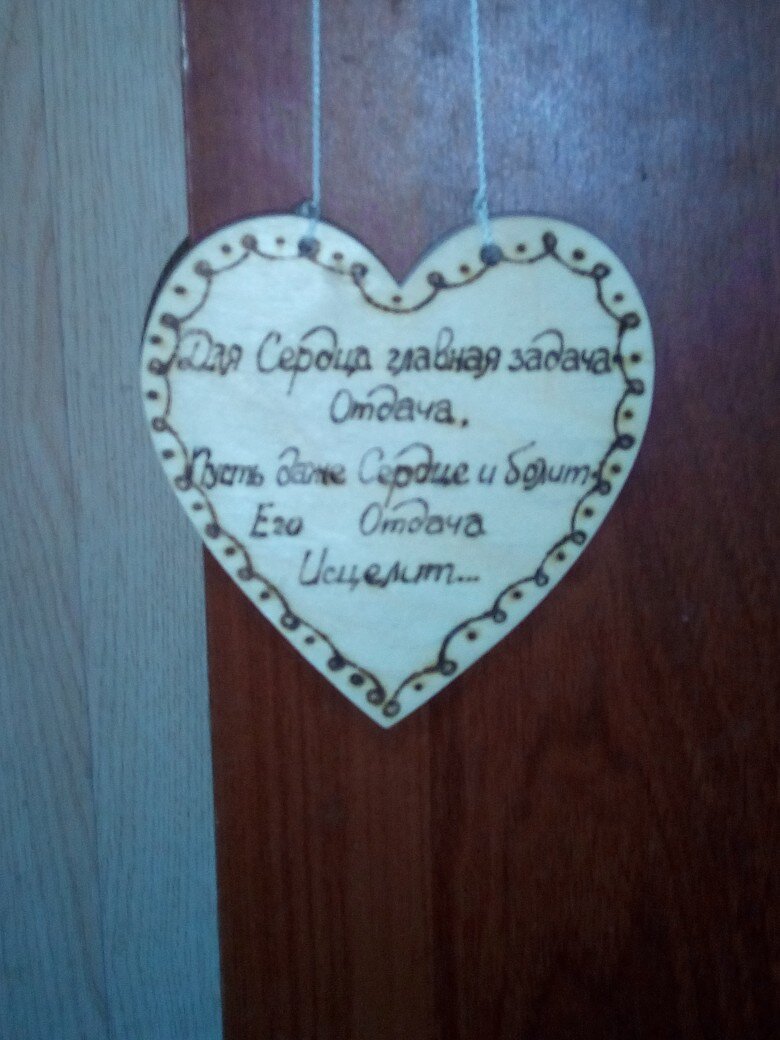 Для Сердца главная задача-
Отдача.
Пусть даже Сердце и болит-
Его Отдача
Исцелит...